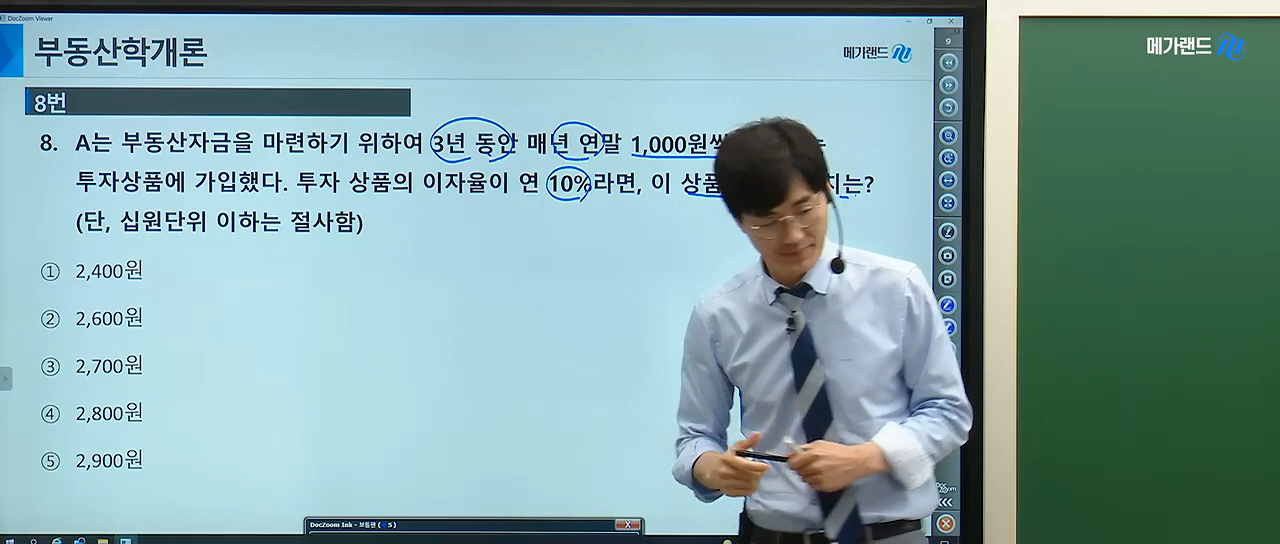 DocZoom Viewer
부동산학개론
메가랜드
메가랜드
9
8번
8. A는 부동산자금을 마련하기 위하여 3년 동안 매년 연말 1,000원씩
투자상품에 가입했다. 투자 상품의 이자율이 연 10%라면, 이 상품 는?
(단, 십원단위 이하는 절사함)
① 2,400원
② 2,600원
③ 2,700원
④ 2,800원
⑤ 2,900원
DocZoom Ink - 보통펜 ( 5 )